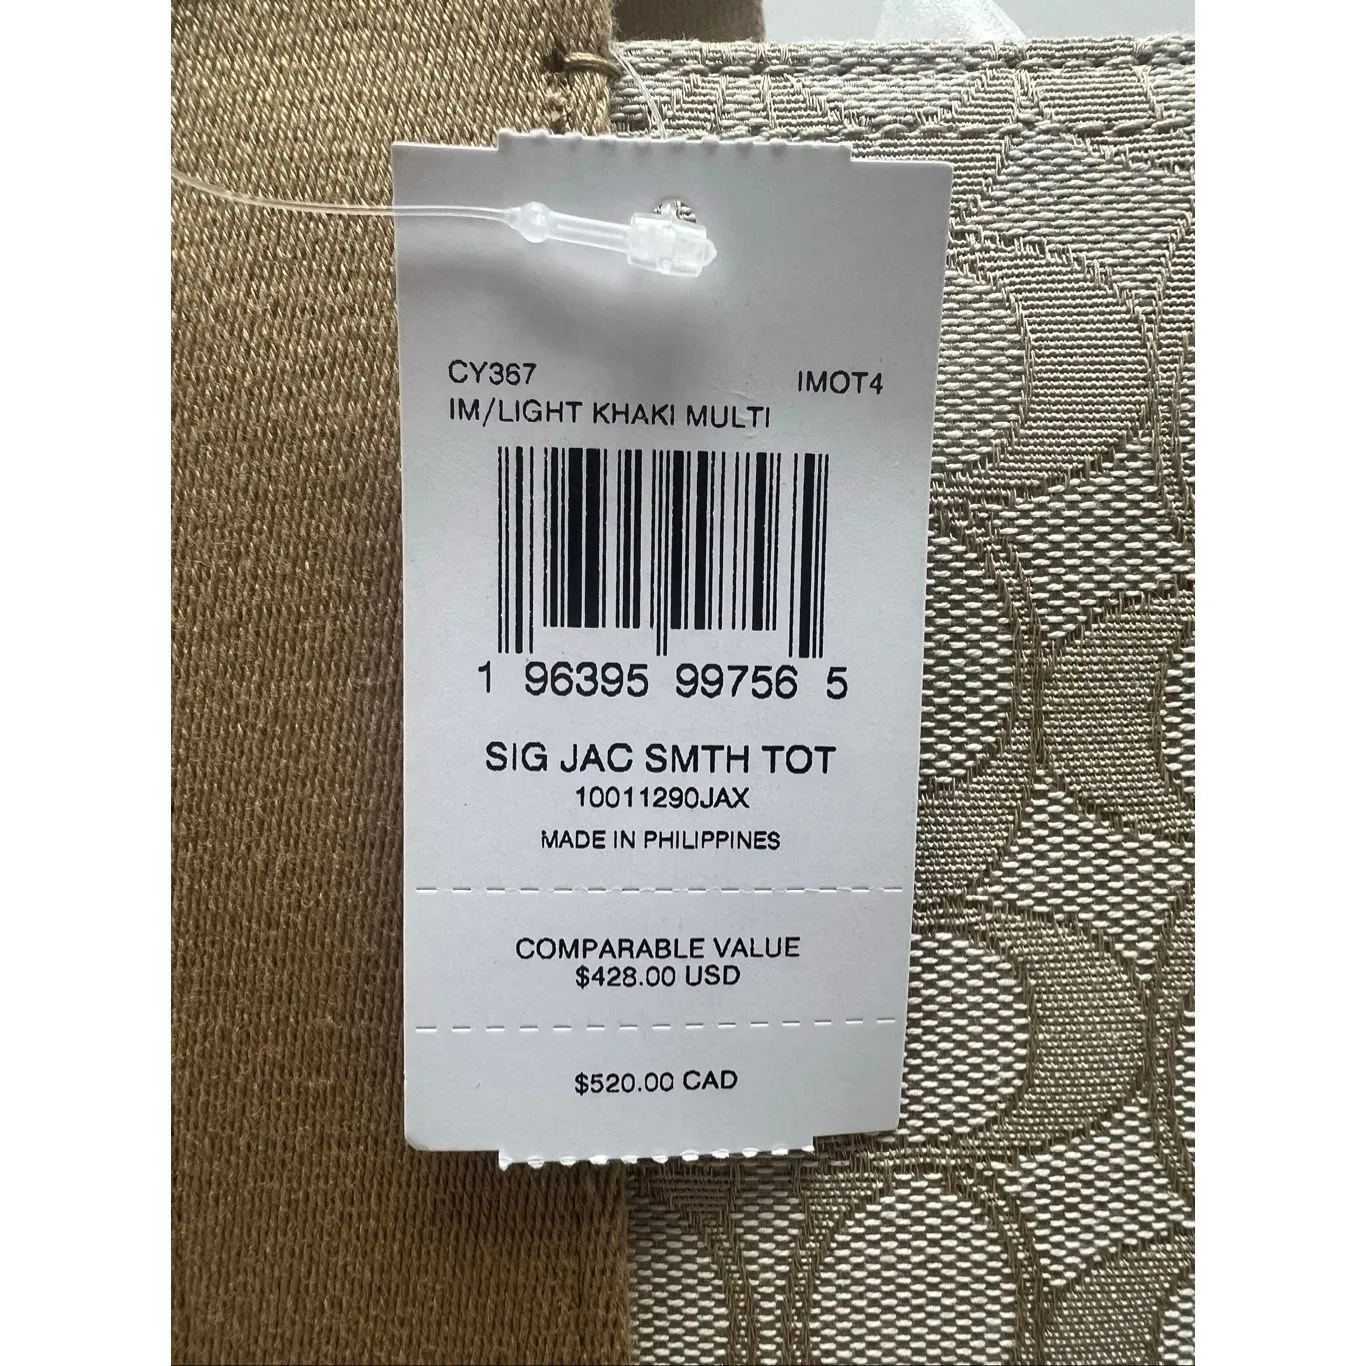 CY367 IMOT4
IM/LIGHT KHAKI MULTI
1 96395 99756 5
SIG JAC SMTH TOT
10011290JAX
MADE IN PHILIPPINES
COMPARABLE VALUE
$428.00 USD
$520.00 CAD